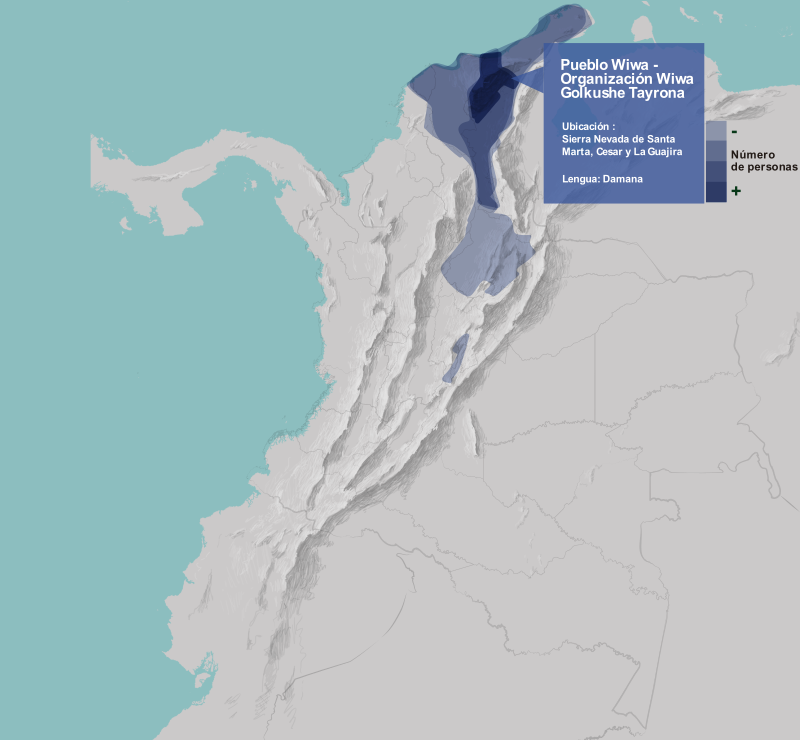 Pueblo Wiwa -
Organización Wiwa
Golkushe Tayrona
Ubicación :
Sierra Nevada de Santa
Marta, Cesar y La Guajira
Lengua: Damana
-
Número
de personas
+